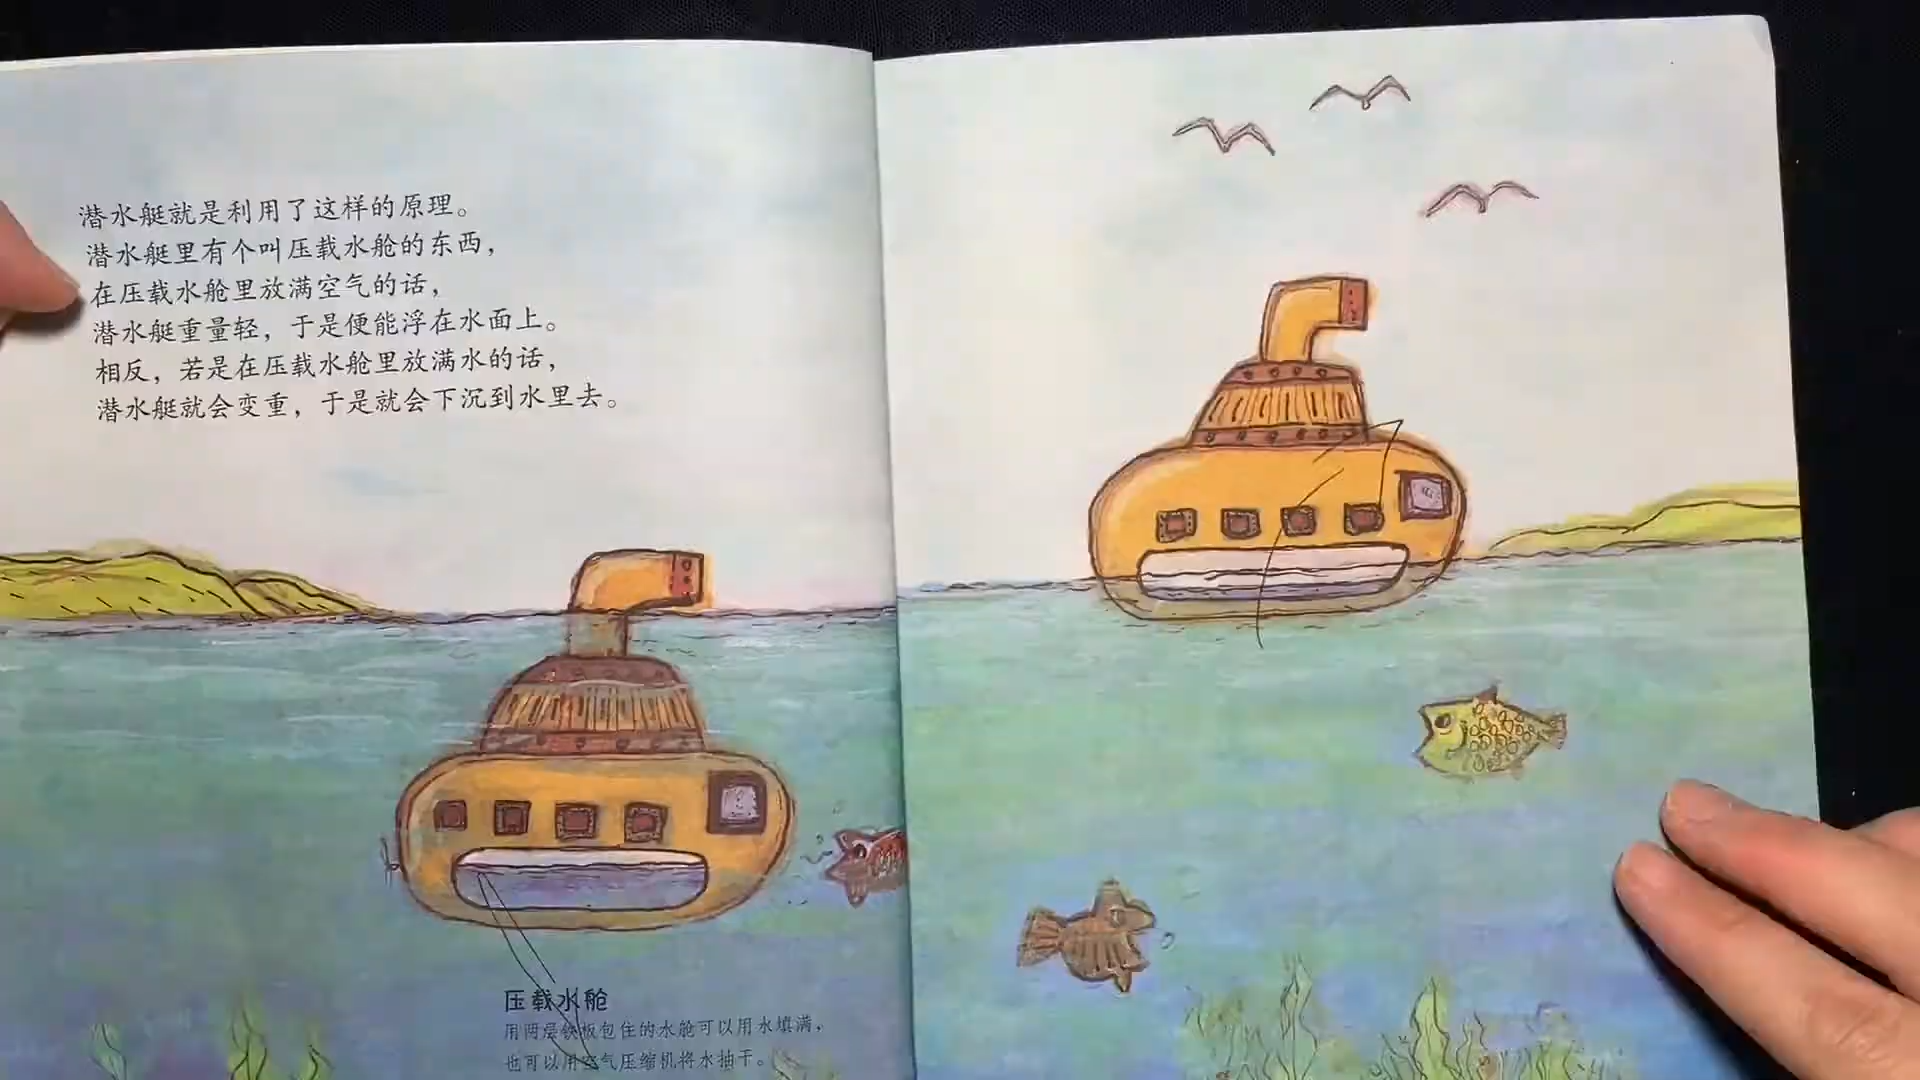 潜水艇就是利用了这样的原理。
潜水艇里有个叫压载水舱的东西，
在压载水舱里放满空气的话，
潜水艇重量轻，于是便能浮在水面上。
相反，若是在压载水舱里放满水的话，
潜水艇就会变重，于是就会下沉到水里去。
压载水舱
用两层铁板包住的水舱可以用水填满，
也可以用空气压缩机将水抽干。